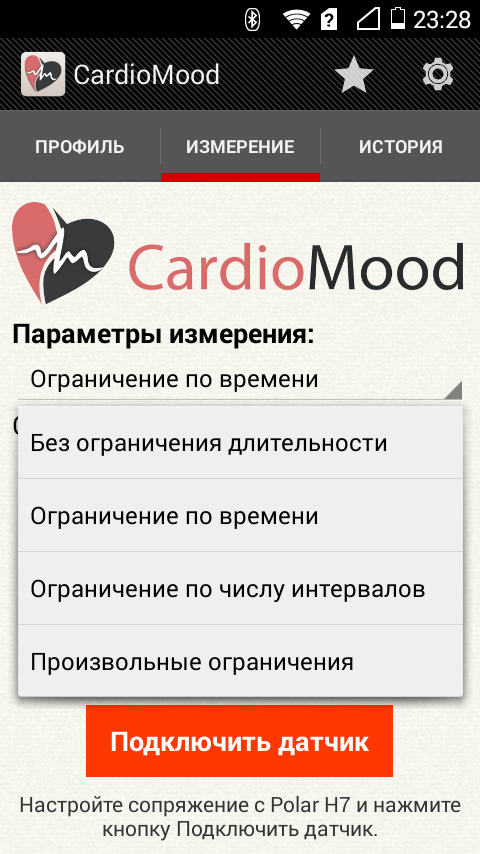 23:28
CardioMood
ПРОФИЛЬ
ИЗМЕРЕНИЕ
ИСТОРИЯ
CardioMood
Параметры измерения:
Ограничение по времени
Без ограничения длительности
Ограничение по времени
Ограничение по числу интервалов
Произвольные ограничения
Подключить датчик
Настройте сопряжение с Polar H7 и нажмите
кнопку Подключить датчик.